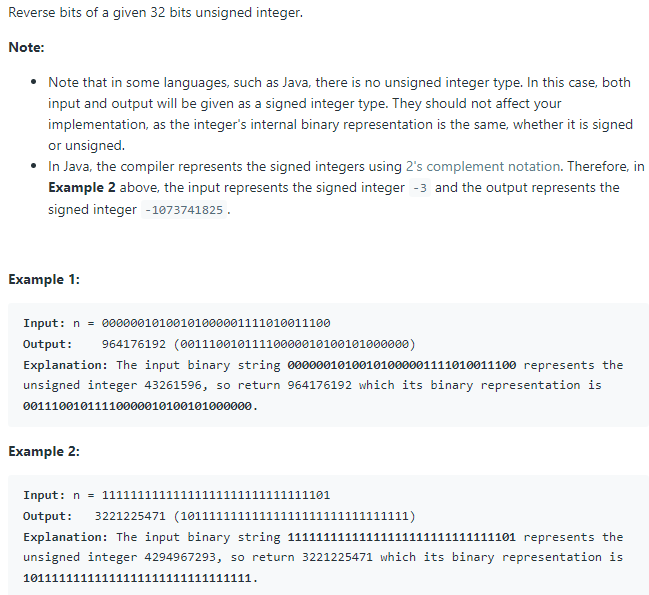 Reverse bits of a given 32 bits unsigned integer.
Note:
• Note that in some languages, such as Java, there is no unsigned integer type. In this case, both
input and output will be given as a signed integer type. They should not affect your
implementation, as the integer's internal binary representation is the same, whether it is signed
or unsigned.
• In Java, the compiler represents the signed integers using 2's complement notation. Therefore, in
Example 2 above, the input represents the signed integer -3 and the output represents the
signed integer -1073741825.
Example 1:
Input: n = 00000010100101000001111010011100
Output: 964176192 (00111001011110000010100101000000)
Explanation: The input binary string 00000010100101000001111010011100 represents the
unsigned integer 43261596, so return 964176192 which its binary representation is
00111001011110000010100101000000.
Example 2:
Input: n = 11111111111111111111111111111101
Output: 3221225471 (10111111111111111111111111111111)
Explanation: The input binary string 11111111111111111111111111111101 represents the
unsigned integer 4294967293, so return 3221225471 which its binary representation is
10111111111111111111111111111111.